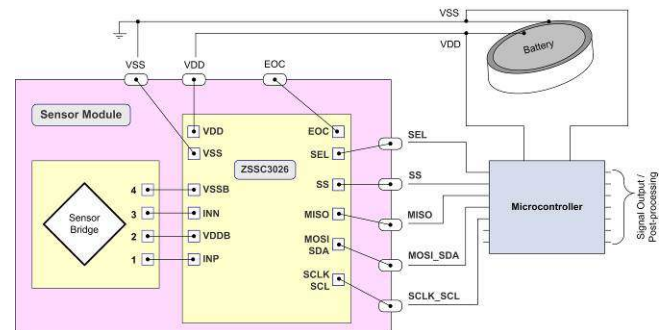 VSS
VDD
Battery
VSS
VDD
EOC
Sensor Module
ZSSC3026
VDD
VSS
VSSB
INN
VDDB
INP
EOC
SEL
SS
MISO
MOSI
SDA
SCLK
SCL
Sensor
Bridge
4
3
2
1
SEL
SS
MISO
MOSI_SDA
SCLK_SCL
Microcontroller
Signal Output /
Post-processing